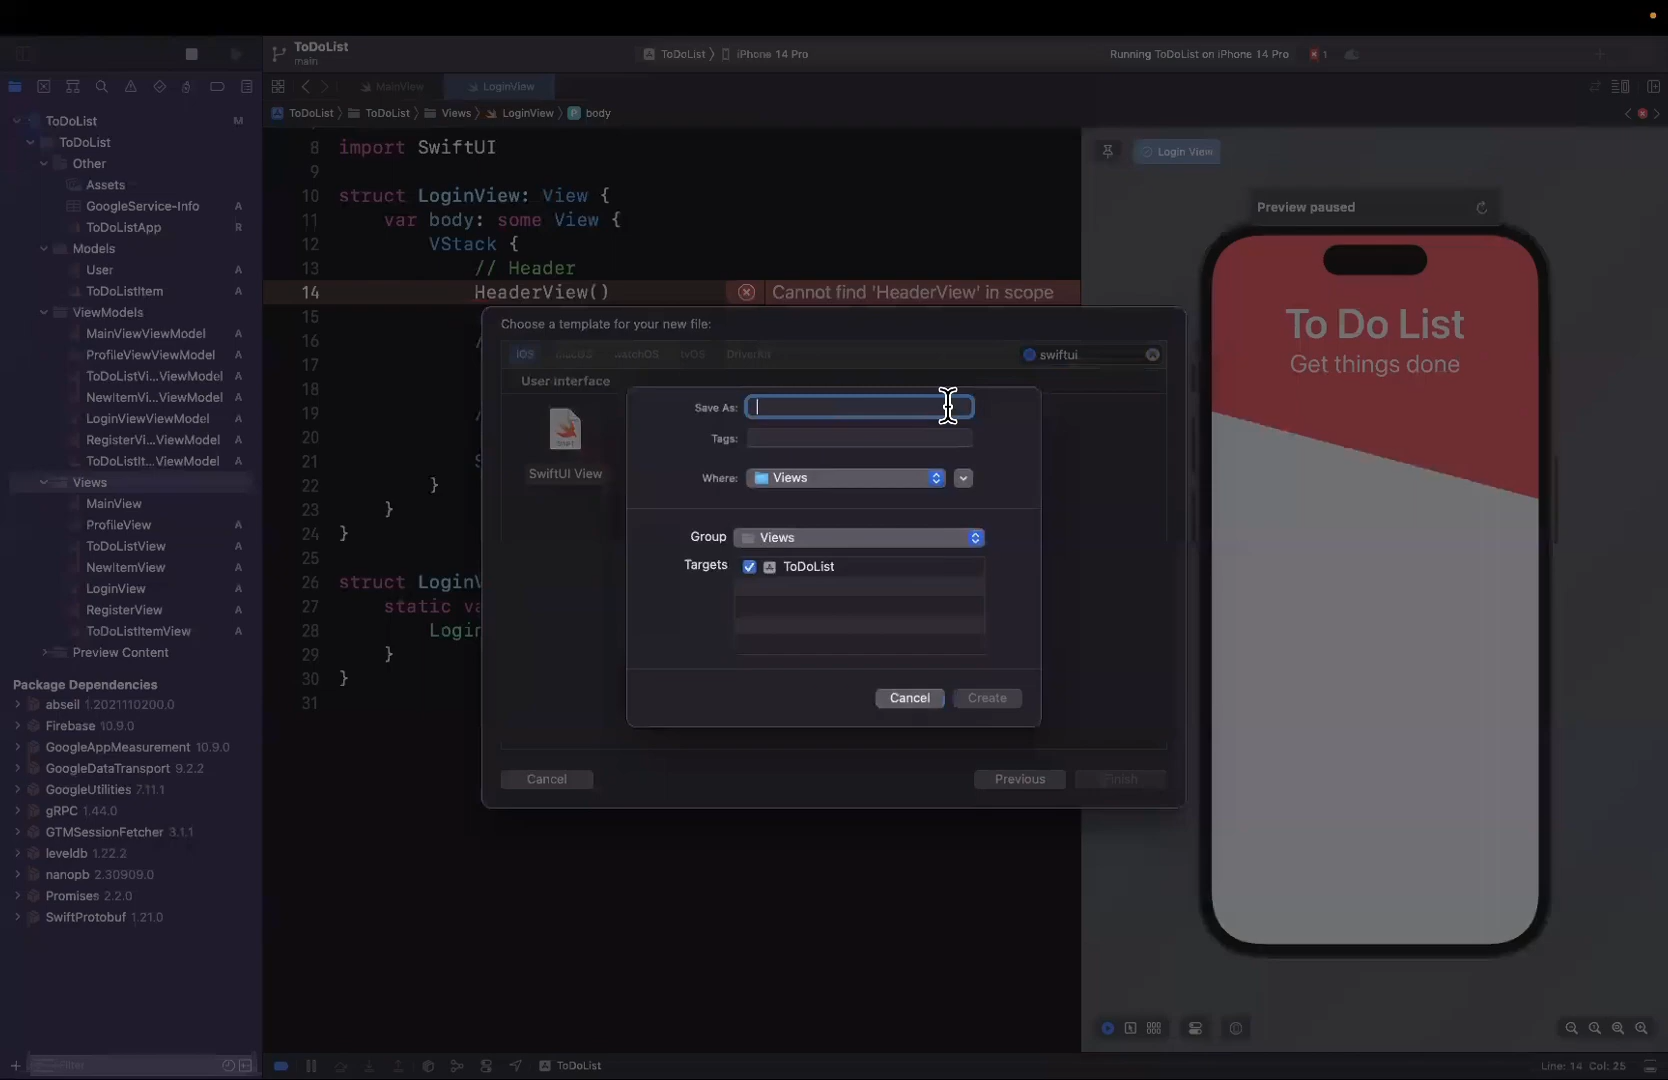 ToDoList
main
ToDoList 〉 iPhone 14 Pro
Running ToDoList on iPhone 14 Pro
1
MainView
LoginView
ToDoList 〉 ToDoList 〉 Views 〉 LoginView 〉 P body
ToDoList M
ToDoList
Other
Assets
GoogleService-Info A
ToDoListApp R
Models
User A
ToDoListItem A
ViewModels
MainViewViewModel A
ProfileViewViewModel A
ToDoListVi...ViewModel A
NewItemVi...ViewModel A
LoginViewViewModel A
RegisterVi...ViewModel A
ToDoListIt...ViewModel A
Views
MainView
ProfileView A
ToDoListView A
NewItemView A
LoginView A
RegisterView A
ToDoListItemView A
Preview Content
Package Dependencies
abseil 1.2021110200.0
Firebase 10.9.0
GoogleAppMeasurement 10.9.0
GoogleDataTransport 9.2.2
GoogleUtilities 7.11.1
gRPC 1.44.0
GTMSessionFetcher 3.1.1
leveldb 1.22.2
nanopb 2.30909.0
Promises 2.2.0
SwiftProtobuf 1.21.0
Filter
8 import SwiftUI
9
10 struct LoginView: View {
11 var body: some View {
12 VStack {
13 // Header
14 HeaderView()
Cannot find 'HeaderView' in scope
15
16 /
17
18
19 /
20
21 S
22 }
23 }
24 }
25
26 struct LoginV
27 static va
28 Login
29 }
30 }
31
Choose a template for your new file:
iOS macOS watchOS tvOS DriverKit
swiftui
User Interface
SwiftUI View
Save As:
Tags:
Where: Views
Group Views
Targets ToDoList
Cancel Create
Cancel Previous Finish
Login View
Preview paused
To Do List
Get things done
ToDoList
Line: 14 Col: 25